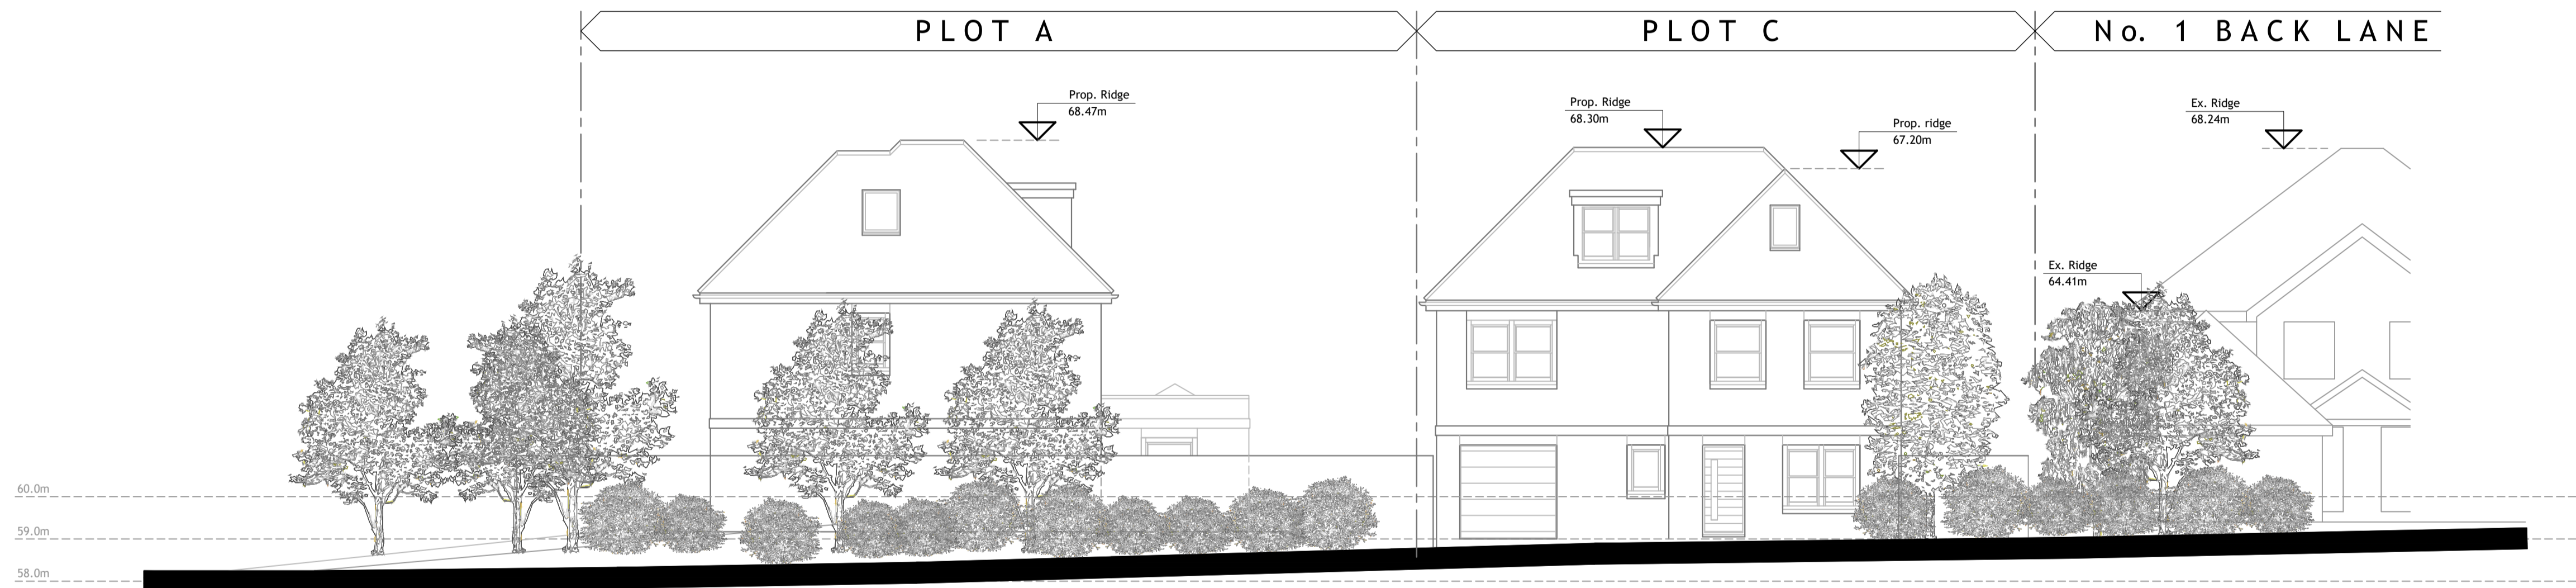 PLOT A
PLOT C
No. 1 BACK LANE
Prop. Ridge
68.47m
Prop. Ridge
68.30m
Prop. ridge
67.20m
Ex. Ridge
68.24m
Ex. Ridge
64.41m
60.0m
59.0m
58.0m